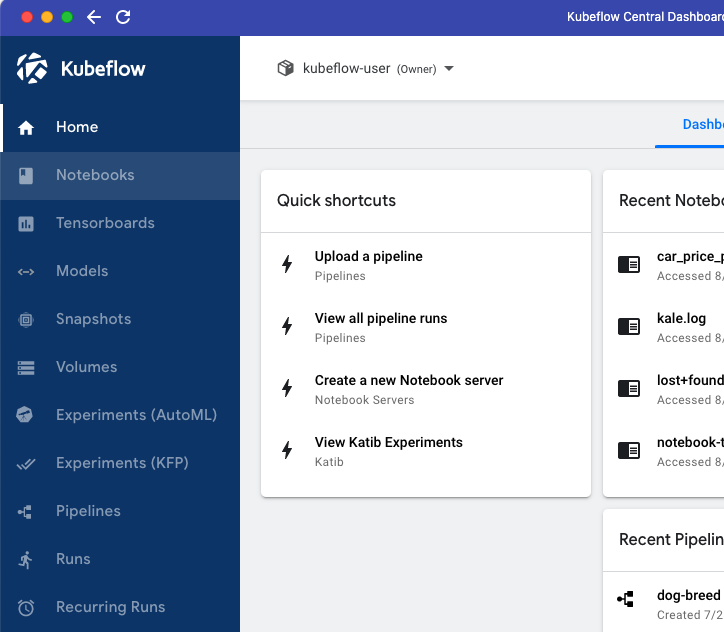 Kubeflow Central Dashboard
Kubeflow
kubeflow-user (Owner)
Home
Notebooks
Tensorboards
Models
Snapshots
Volumes
Experiments (AutoML)
Experiments (KFP)
Pipelines
Runs
Recurring Runs
Dashbo
Quick shortcuts
Upload a pipeline
Pipelines
View all pipeline runs
Pipelines
Create a new Notebook server
Notebook Servers
View Katib Experiments
Katib
Recent Notebo
car_price_p
Accessed 8/
kale.log
Accessed 8/
lost+found
Accessed 8/
notebook-t
Accessed 8/
Recent Pipelin
dog-breed
Created 7/2